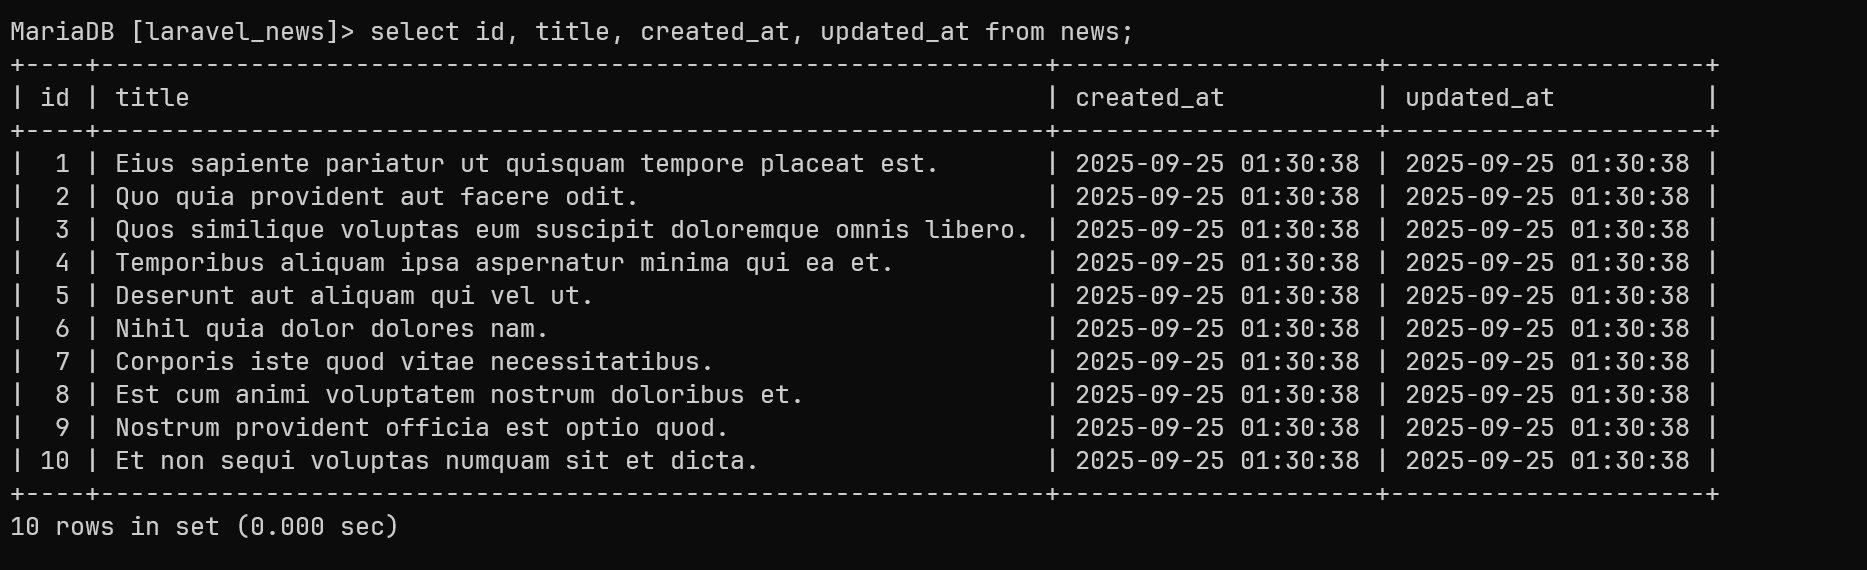 MariaDB [laravel_news]> select id, title, created_at, updated_at from news;
+----+---------------------------------------------------------------+---------------------+---------------------+
| id | title                                                         | created_at          | updated_at          |
+----+---------------------------------------------------------------+---------------------+---------------------+
|  1 | Eius sapiente pariatur ut quisquam tempore placeat est.       | 2025-09-25 01:30:38 | 2025-09-25 01:30:38 |
|  2 | Quo quia provident aut facere odit.                           | 2025-09-25 01:30:38 | 2025-09-25 01:30:38 |
|  3 | Quos similique voluptas eum suscipit doloremque omnis libero. | 2025-09-25 01:30:38 | 2025-09-25 01:30:38 |
|  4 | Temporibus aliquam ipsa aspernatur minima qui ea et.          | 2025-09-25 01:30:38 | 2025-09-25 01:30:38 |
|  5 | Deserunt aut aliquam qui vel ut.                              | 2025-09-25 01:30:38 | 2025-09-25 01:30:38 |
|  6 | Nihil quia dolor dolores nam.                                 | 2025-09-25 01:30:38 | 2025-09-25 01:30:38 |
|  7 | Corporis iste quod vitae necessitatibus.                      | 2025-09-25 01:30:38 | 2025-09-25 01:30:38 |
|  8 | Est cum animi voluptatem nostrum doloribus et.                | 2025-09-25 01:30:38 | 2025-09-25 01:30:38 |
|  9 | Nostrum provident officia est optio quod.                     | 2025-09-25 01:30:38 | 2025-09-25 01:30:38 |
| 10 | Et non sequi voluptas numquam sit et dicta.                   | 2025-09-25 01:30:38 | 2025-09-25 01:30:38 |
+----+---------------------------------------------------------------+---------------------+---------------------+
10 rows in set (0.000 sec)